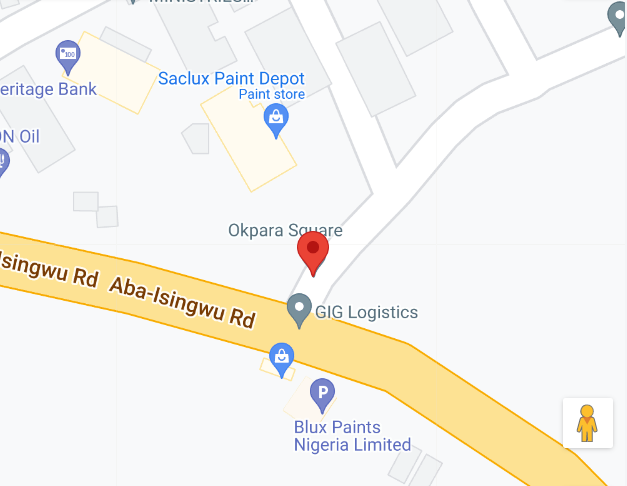 MINISTRIES...
Saclux Paint Depot
Paint store
eritage Bank
N Oil
Okpara Square
Isingwu Rd
Aba-Isingwu Rd
GIG Logistics
P
Blux Paints
Nigeria Limited